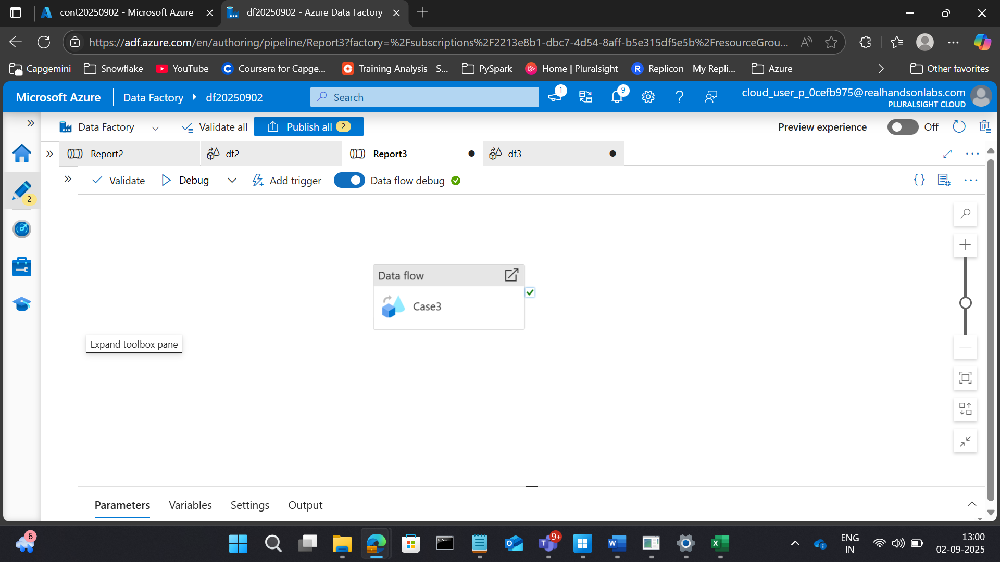 cont20250902 - Microsoft Azure
df20250902 - Azure Data Factory
https://adf.azure.com/en/authoring/pipeline/Report3?factory=%2Fsubscriptions%2F2213e8b1-dbc7-4d54-8aff-b5e315df5e5b%2FresourceGrou...
Capgemini
Snowflake
YouTube
Coursera for Capge...
Training Analysis - S...
PySpark
Home | Pluralsight
Replicon - My Repli...
Azure
Other favorites
Microsoft Azure
Data Factory
df20250902
Search
1
9
cloud_user_p_0cefb975@realhandsonlabs.com
PLURALSIGHT CLOUD
Data Factory
Validate all
Publish all 2
Preview experience
Off
Report2
df2
Report3
df3
2
Validate
Debug
Add trigger
Data flow debug
{}
Data flow
Case3
Expand toolbox pane
Parameters
Variables
Settings
Output
6
9+
ENG
IN
13:00
02-09-2025